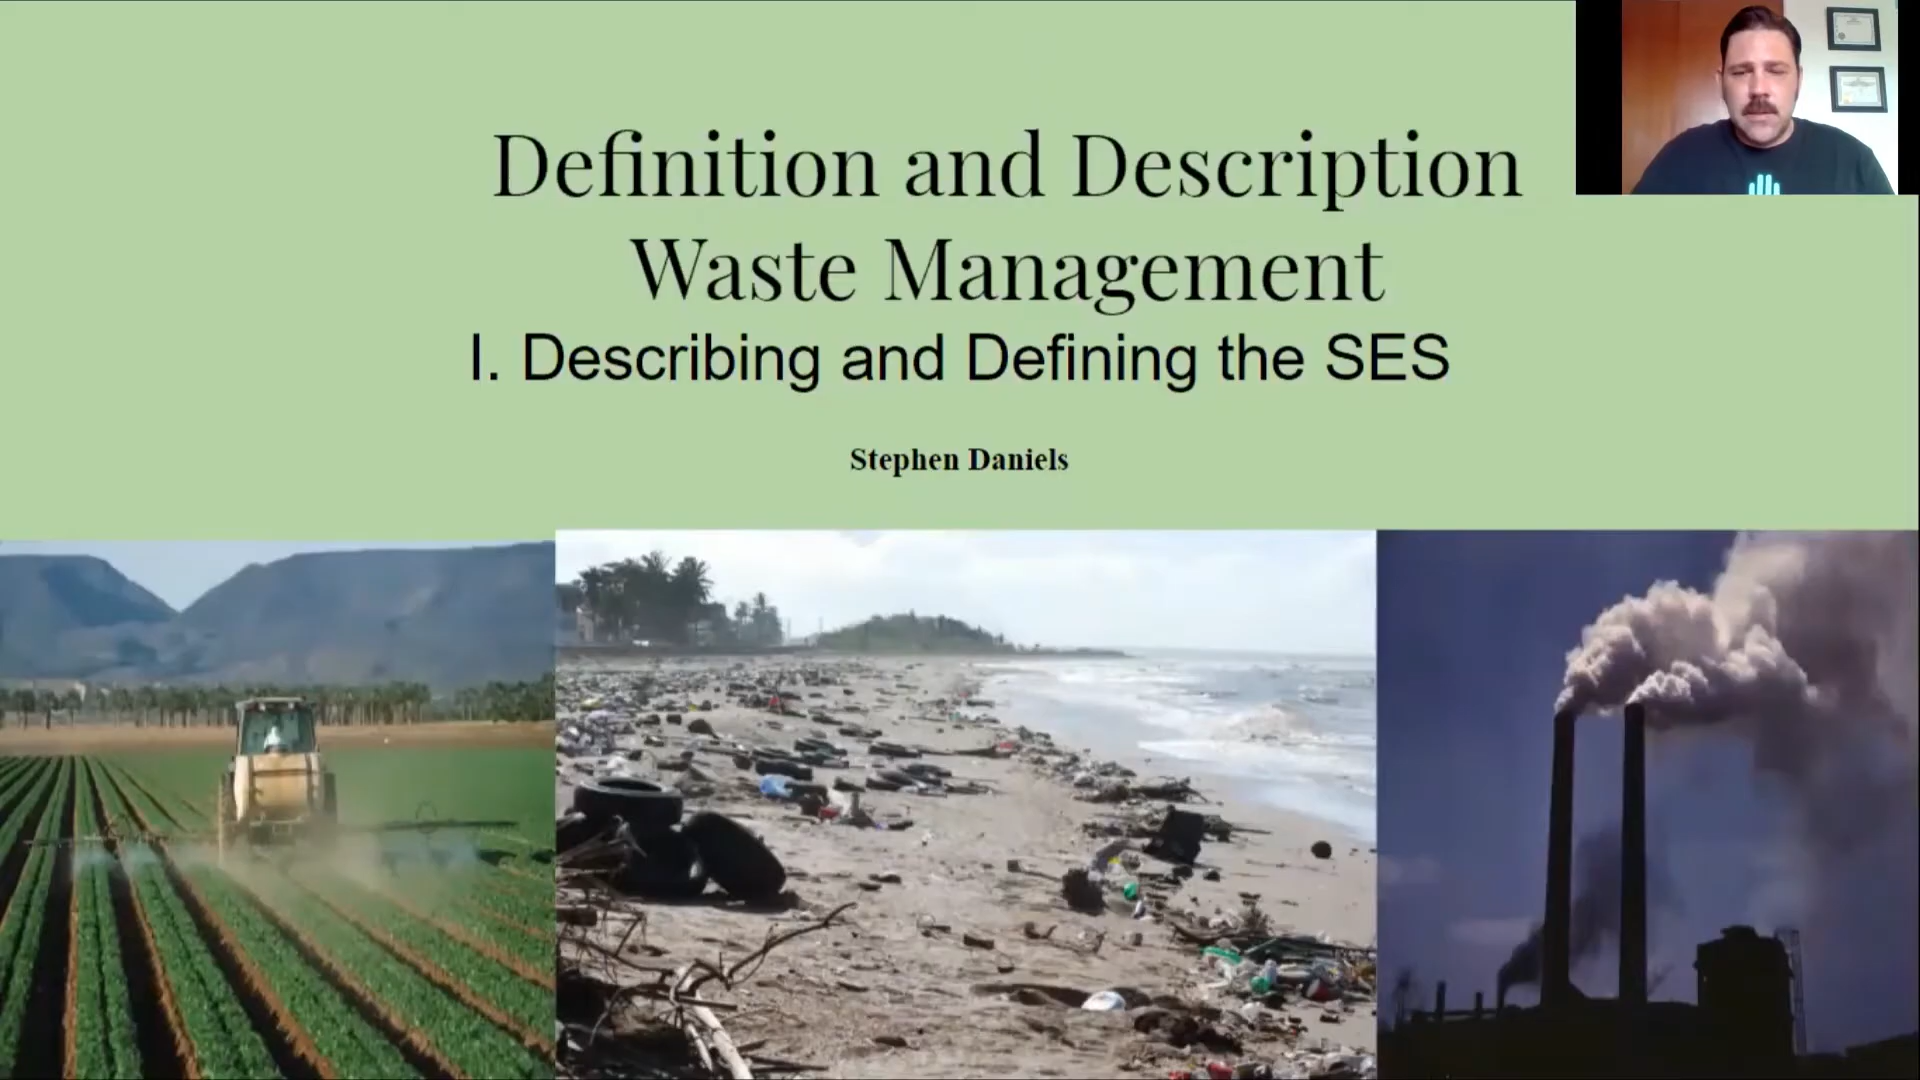 Definition and Description
Waste Management
I. Describing and Defining the SES
Stephen Daniels